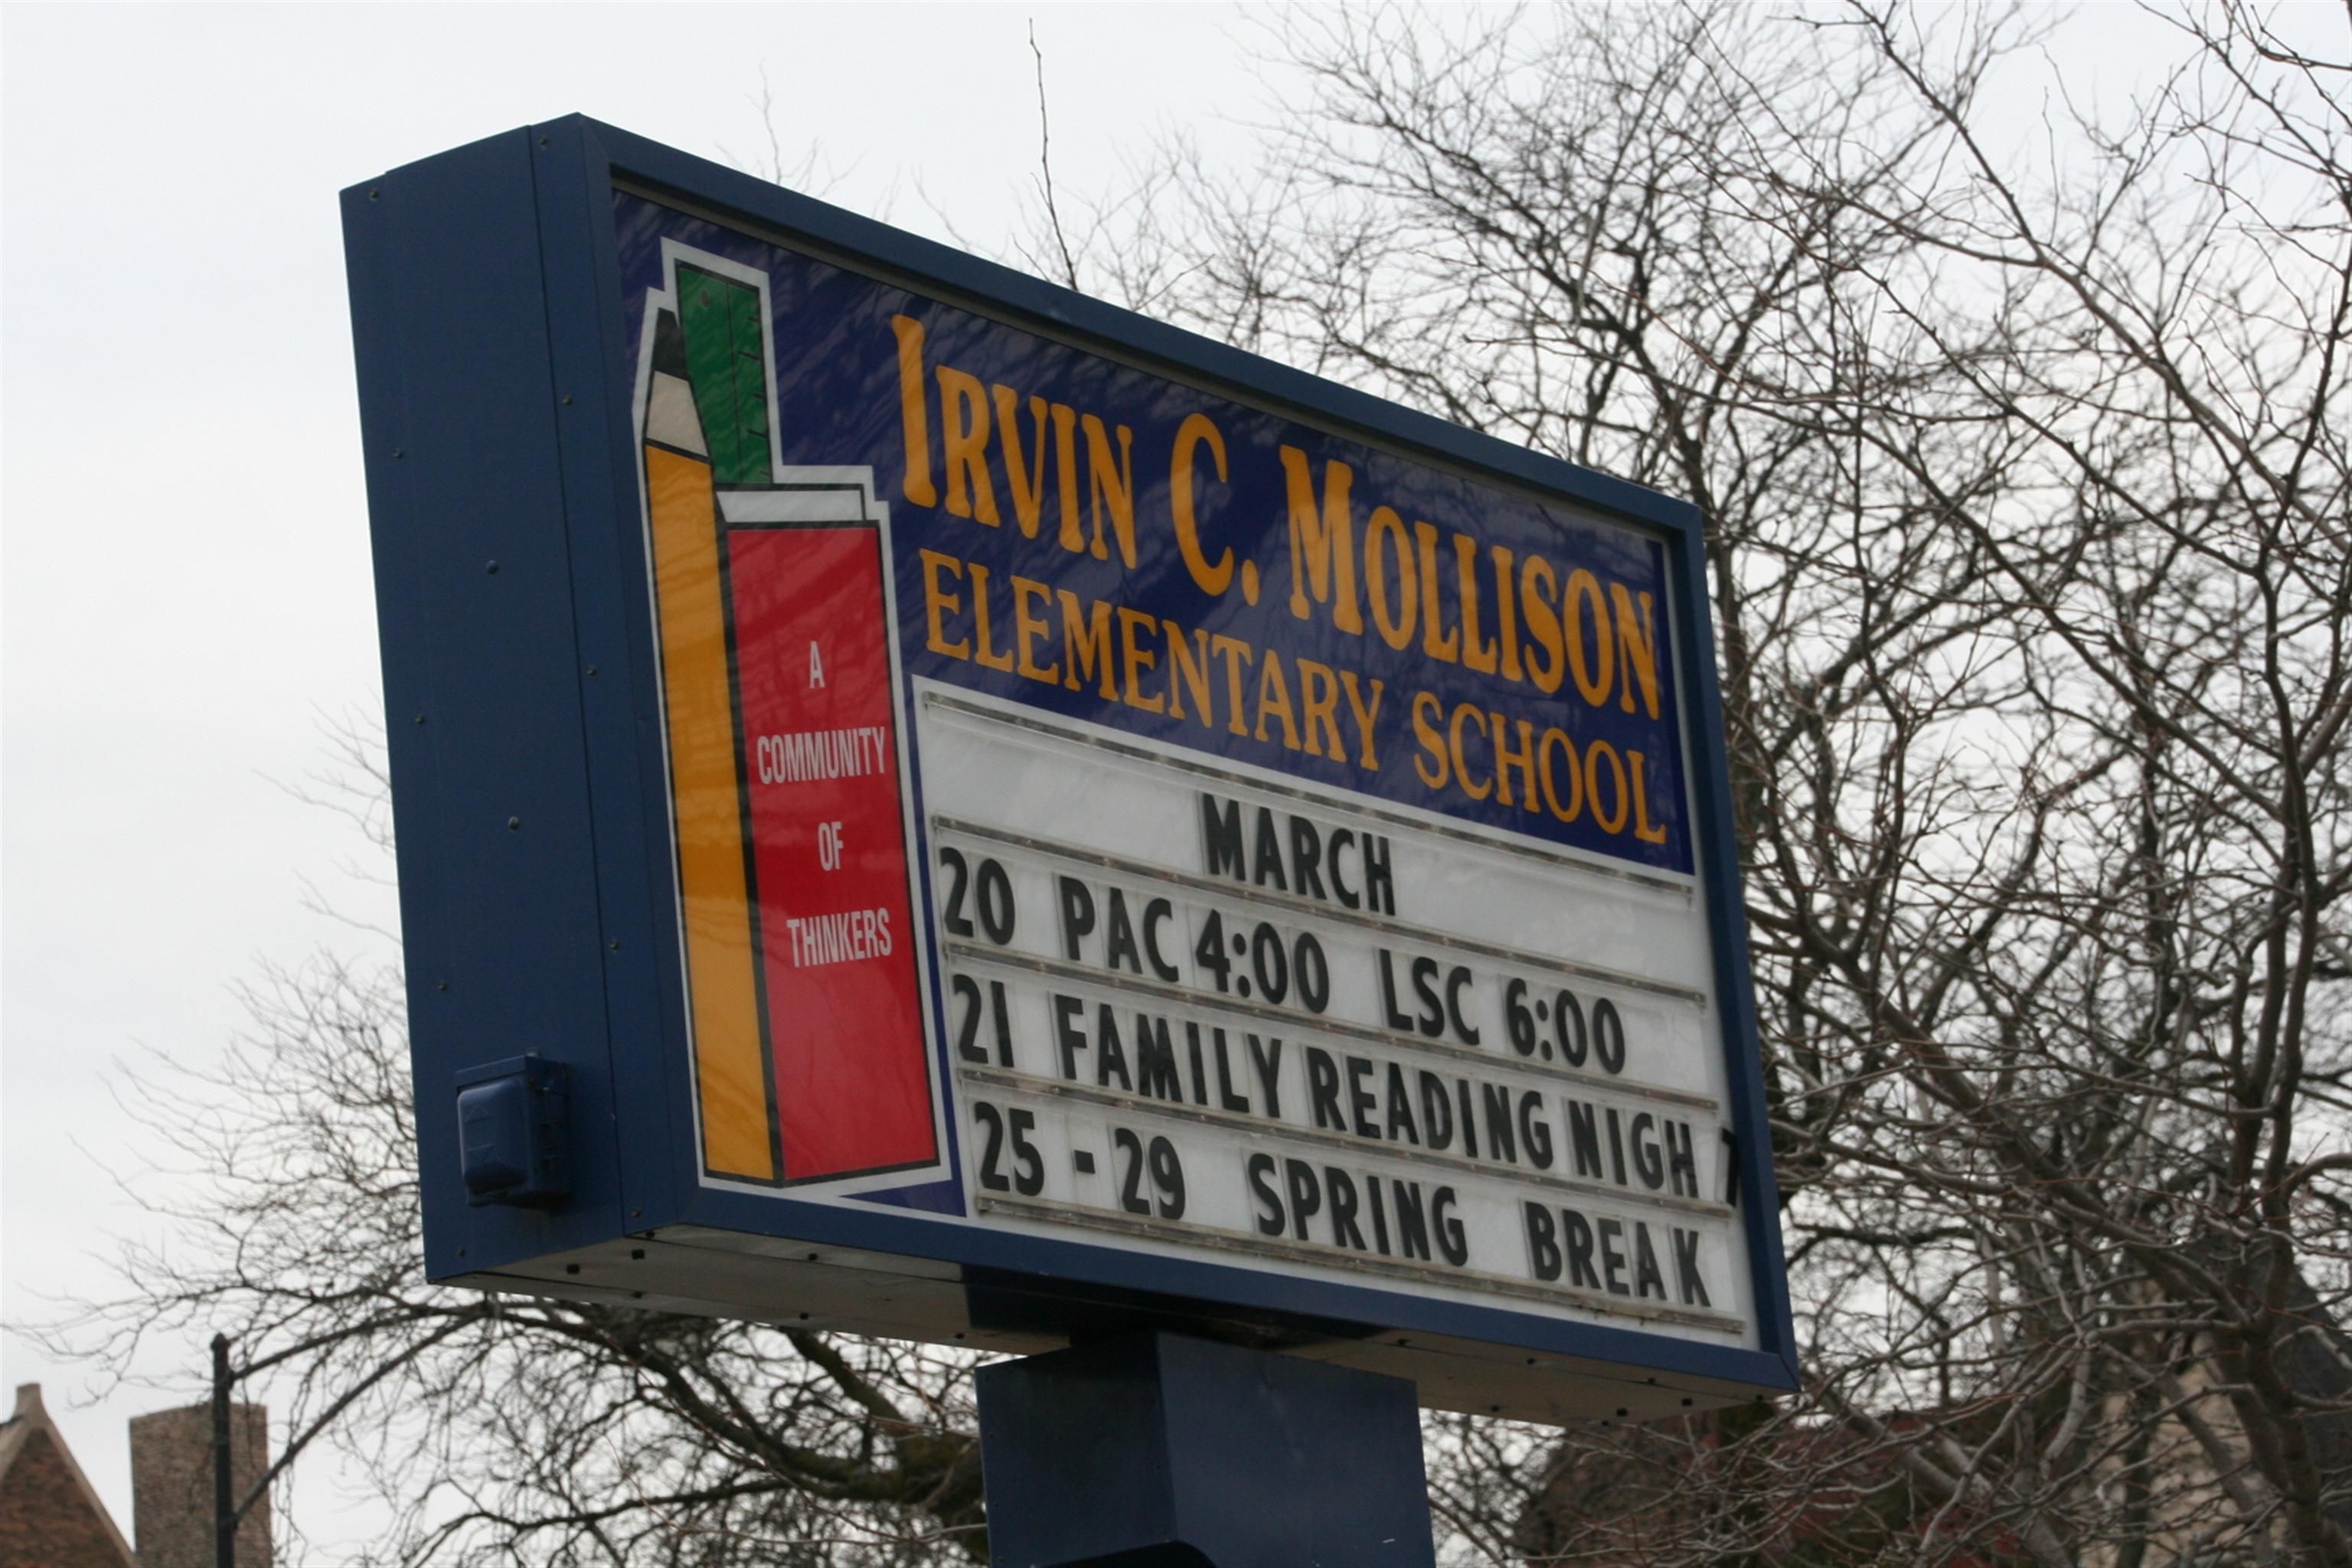 IRVIN C. MOLLISON
ELEMENTARY SCHOOL
A
COMMUNITY
OF
THINKERS
MARCH
20 PAC 4:00 LSC 6:00
21 FAMILY READING NIGHT
25 - 29 SPRING BREAK